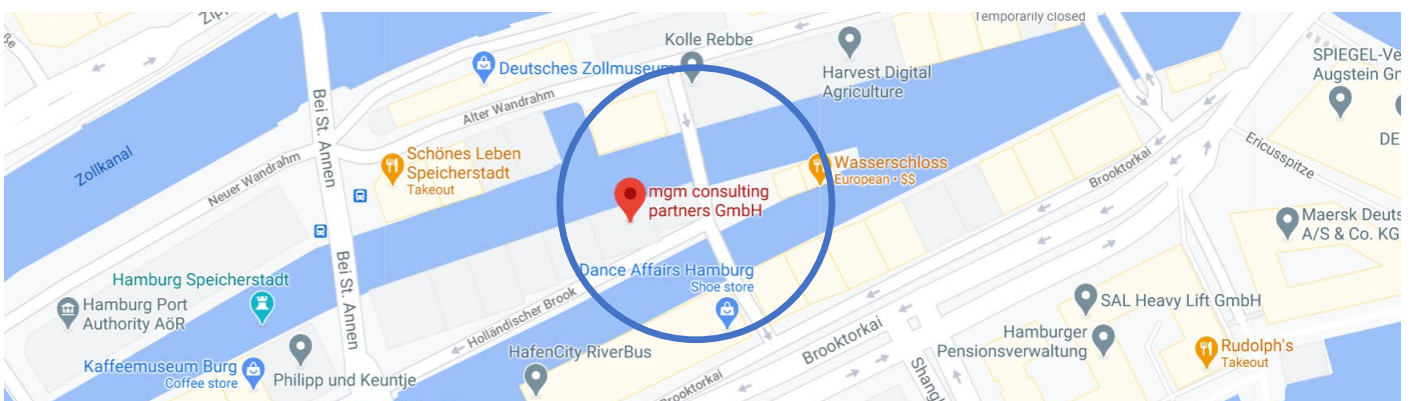 Temporarily closed
Zipp
Kolle Rebbe
SPIEGEL-Ve
Augstein Gr
Deutsches Zollmuseum
Harvest Digital
Agriculture
Bei St. Annen
Alter Wandrahm
DE
Ericusspitze
Zollkanal
Schönes Leben
Speicherstadt
Takeout
Wasserschloss
European • $$
Brooktorkai
Neuer Wandrahm
mgm consulting
partners GmbH
Maersk Deuts
A/S & Co. KG
Bei St. Annen
Hamburg Speicherstadt
Dance Affairs Hamburg
Shoe store
Hamburg Port
Authority AöR
SAL Heavy Lift GmbH
Holländischer Brook
Hamburger
Pensionsverwaltung
Brooktorkai
Rudolph's
Takeout
HafenCity RiverBus
Kaffeemuseum Burg
Coffee store
Philipp und Keuntje
Brooktorkai
Shangh